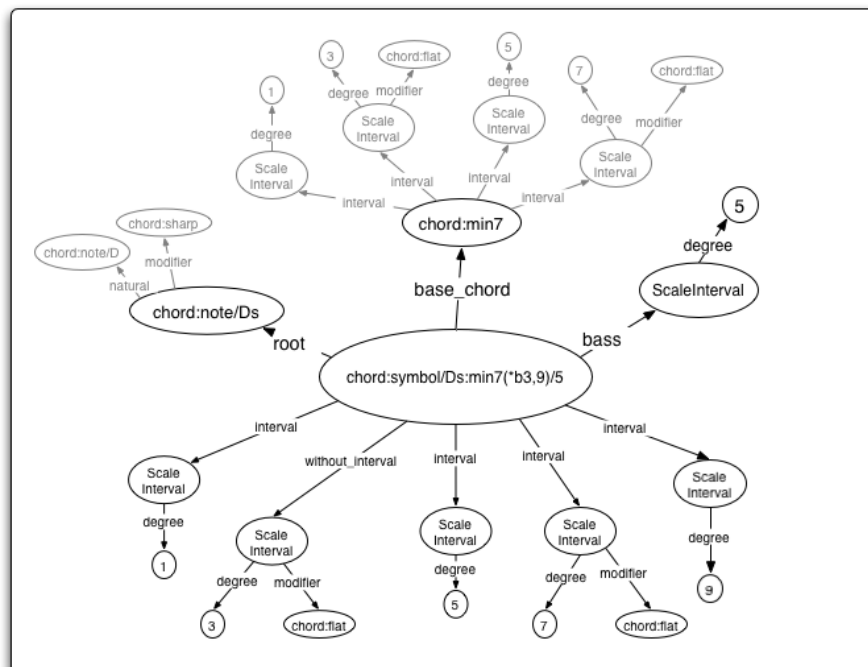 3
chord:flat
5
7
chord:flat
1
degree
modifier
degree
degree
modifier
degree
Scale
Interval
Scale
Interval
Scale
Interval
Scale
Interval
interval
interval
interval
interval
chord:min7
5
chord:sharp
chord:note/D
modifier
natural
degree
chord:note/Ds
base_chord
ScaleInterval
root
bass
chord:symbol/Ds:min7(*b3,9)/5
interval
without_interval
interval
interval
interval
Scale
Interval
Scale
Interval
Scale
Interval
Scale
Interval
Scale
Interval
degree
degree
modifier
degree
degree
modifier
degree
1
3
chord:flat
5
7
chord:flat
9